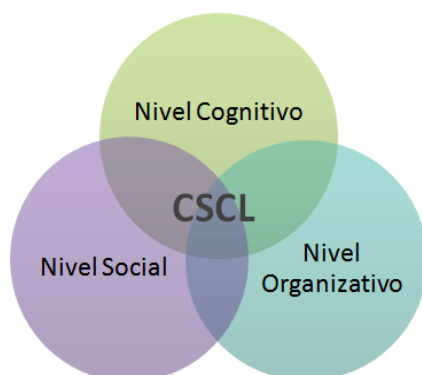 Nivel Cognitivo
CSCL
Nivel Social
Nivel
Organizativo